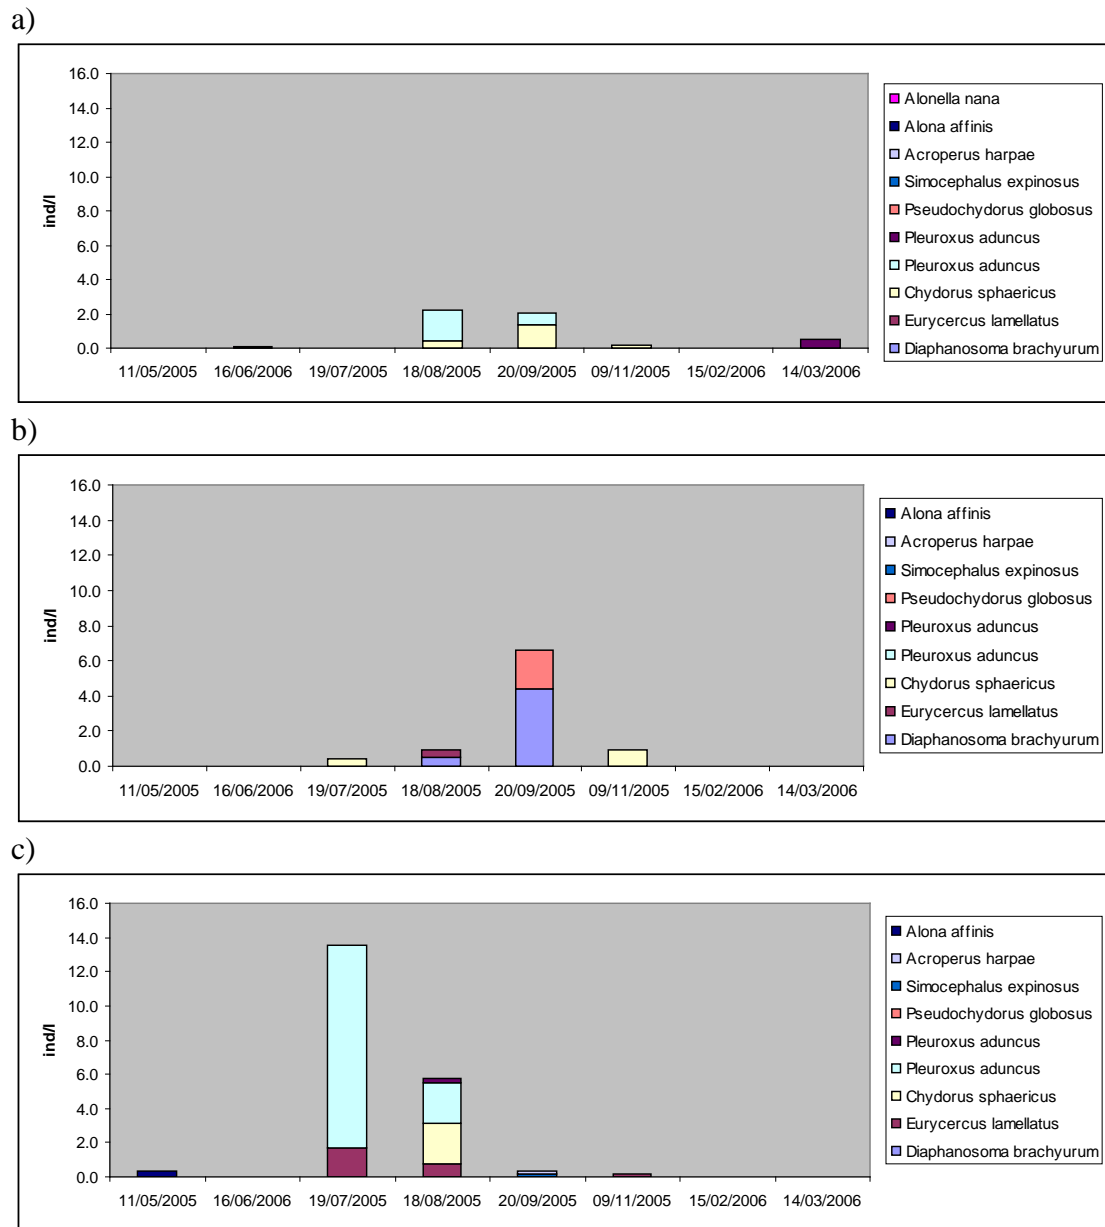 a)
16.0
14.0
12.0
10.0
8.0
6.0
4.0
2.0
0.0
ind/l
11/05/2005 16/06/2006 19/07/2005 18/08/2005 20/09/2005 09/11/2005 15/02/2006 14/03/2006
Alonella nana
Alona affinis
Acroperus harpae
Simocephalus expinosus
Pseudochydorus globosus
Pleuroxus aduncus
Pleuroxus aduncus
Chydorus sphaericus
Eurycercus lamellatus
Diaphanosoma brachyurum
b)
16.0
14.0
12.0
10.0
8.0
6.0
4.0
2.0
0.0
ind/l
11/05/2005 16/06/2006 19/07/2005 18/08/2005 20/09/2005 09/11/2005 15/02/2006 14/03/2006
Alona affinis
Acroperus harpae
Simocephalus expinosus
Pseudochydorus globosus
Pleuroxus aduncus
Pleuroxus aduncus
Chydorus sphaericus
Eurycercus lamellatus
Diaphanosoma brachyurum
c)
16.0
14.0
12.0
10.0
8.0
6.0
4.0
2.0
0.0
ind/l
11/05/2005 16/06/2006 19/07/2005 18/08/2005 20/09/2005 09/11/2005 15/02/2006 14/03/2006
Alona affinis
Acroperus harpae
Simocephalus expinosus
Pseudochydorus globosus
Pleuroxus aduncus
Pleuroxus aduncus
Chydorus sphaericus
Eurycercus lamellatus
Diaphanosoma brachyurum